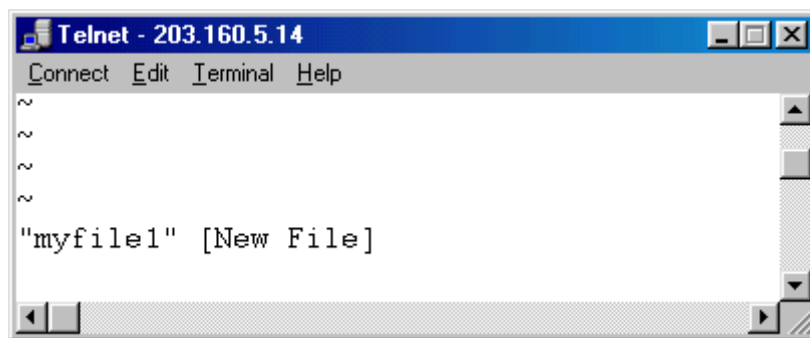 Telnet - 203.160.5.14
Connect Edit Terminal Help
~
~
~
~
"myfile1" [New File]